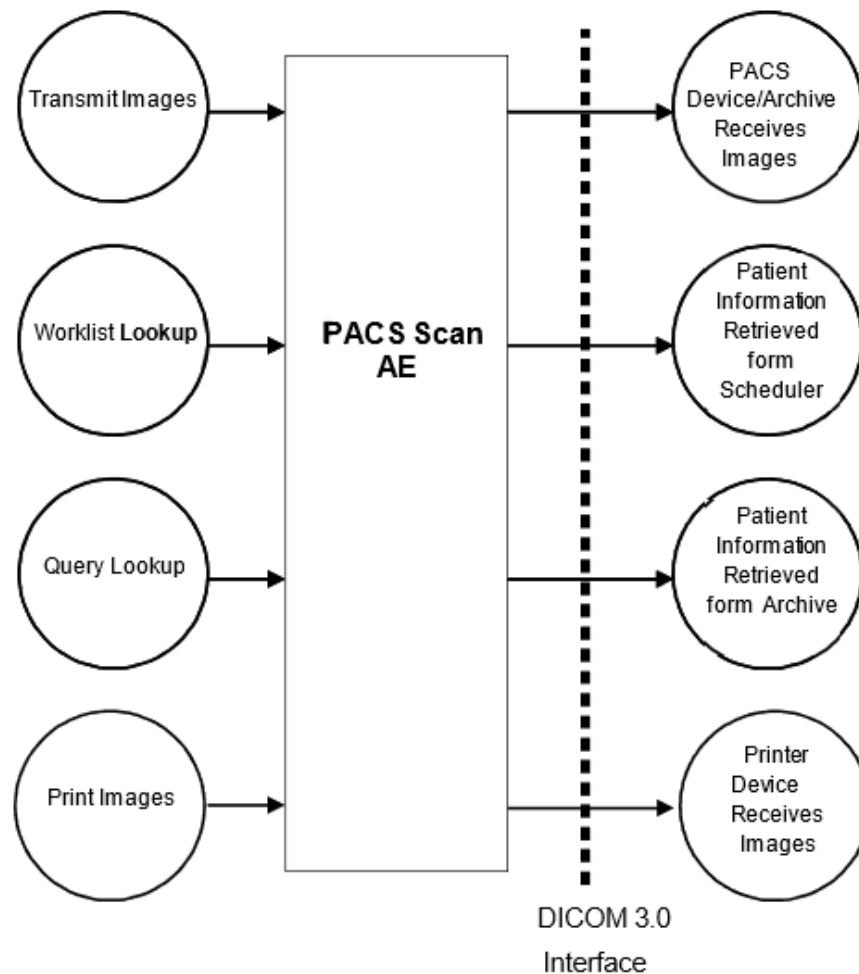 Transmit Images
PACS
Device/Archive
Receives
Images
Worklist Lookup
PACS Scan
AE
Patient
Information
Retrieved
form
Scheduler
Query Lookup
Patient
Information
Retrieved
form Archive
Print Images
Printer
Device
Receives
Images
DICOM 3.0
Interface